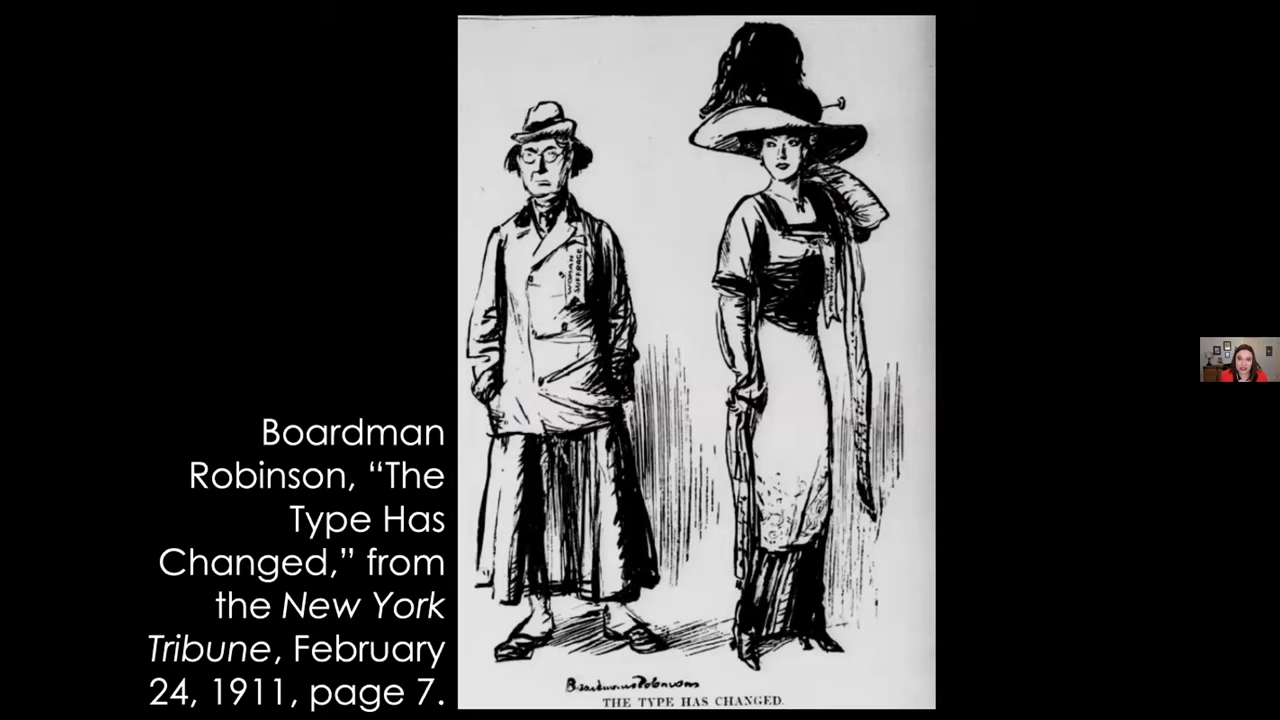 Boardman
Robinson, “The
Type Has
Changed,” from
the New York
Tribune, February
24, 1911, page 7.
WOMAN
SUFFRAGE
WOMEN
Boardman Robinson
THE TYPE HAS CHANGED.